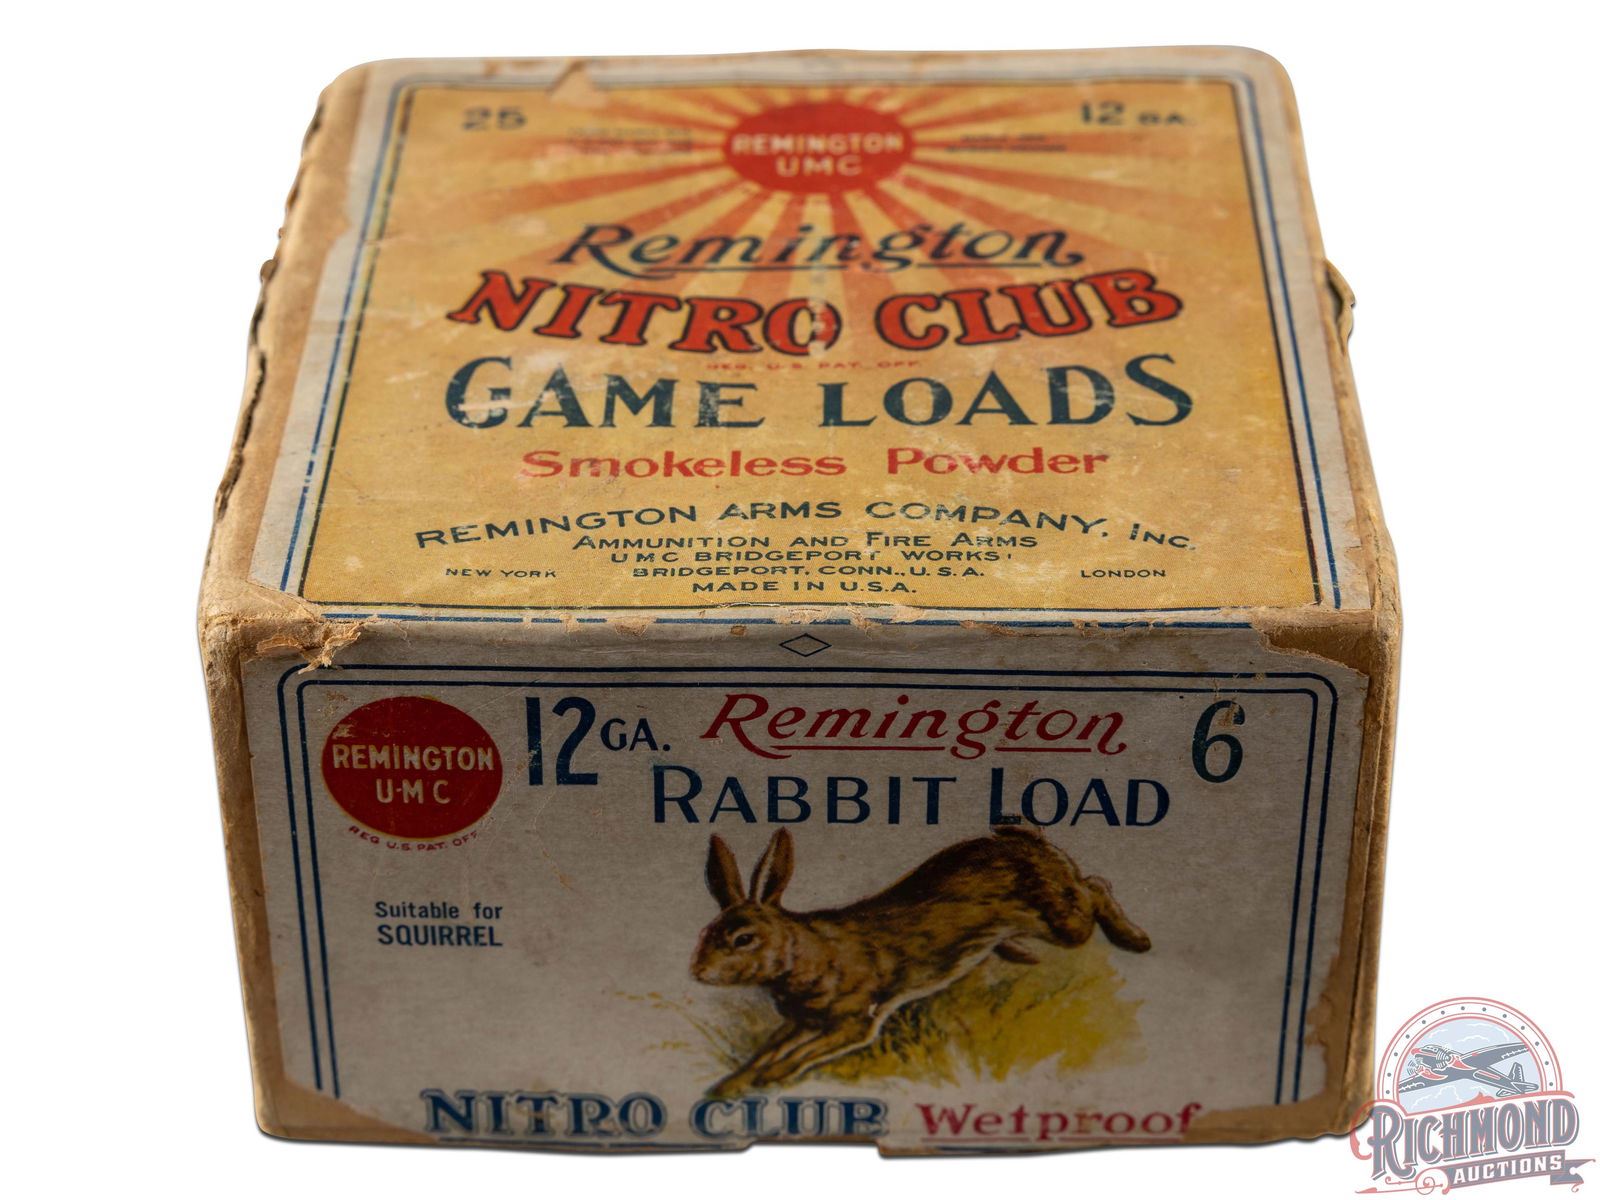 25
12 GA.
REMINGTON
UMC
Remington
NITRO CLUB
REG. U.S. PAT. OFF.
GAME LOADS
Smokeless Powder
REMINGTON ARMS COMPANY, INC.
AMMUNITION AND FIRE ARMS
UMC BRIDGEPORT WORKS
NEW YORK BRIDGEPORT, CONN., U.S.A. LONDON
MADE IN U.S.A.
REMINGTON
U-M-C
REG U.S. PAT. OFF.
12 GA. Remington 6
RABBIT LOAD
Suitable for
SQUIRREL
NITRO CLUB Wetproof
RICHMOND
AUCTIONS